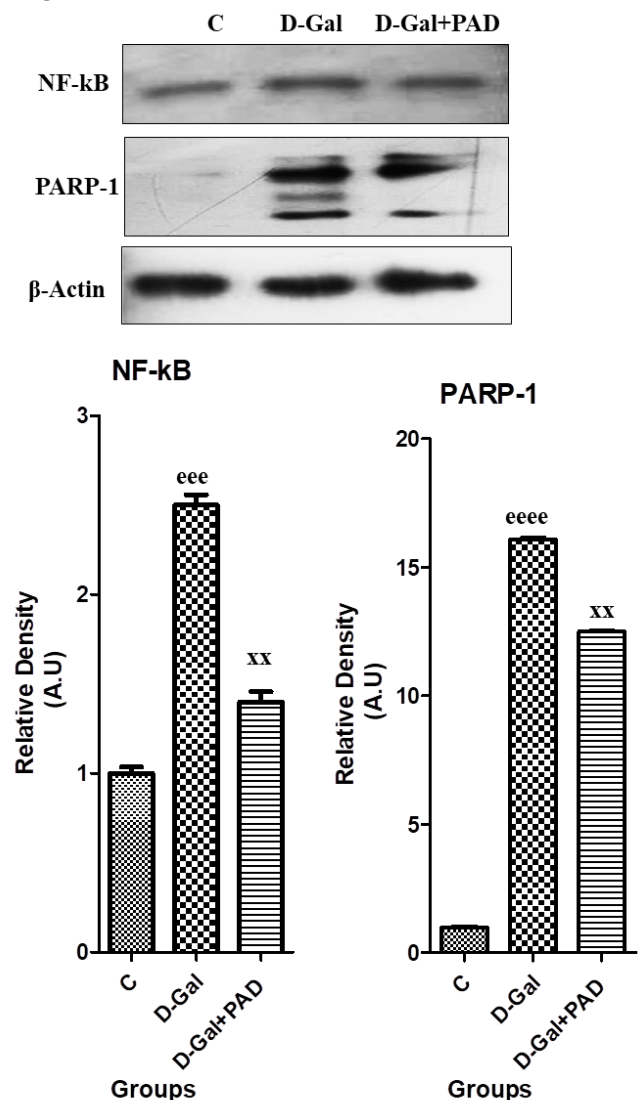 C D-Gal D-Gal+PAD
NF-kB
PARP-1
β-Actin
NF-kB
3
2
1
0
Relative Density
(A.U)
eee
xx
C
D-Gal
D-Gal+PAD
Groups
PARP-1
20
15
10
5
0
Relative Density
(A.U)
eeee
xx
C
D-Gal
D-Gal+PAD
Groups